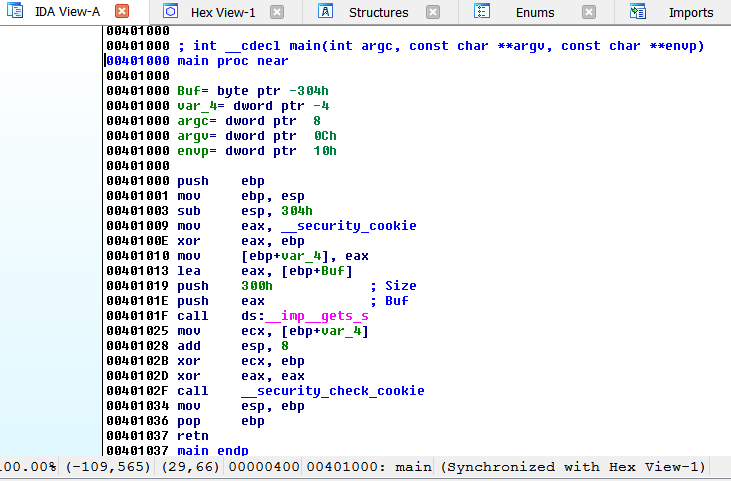 IDA View-A Hex View-1 Structures Enums Imports
00401000
00401000 ; int __cdecl main(int argc, const char **argv, const char **envp)
00401000 main proc near
00401000
00401000 Buf= byte ptr -304h
00401000 var_4= dword ptr -4
00401000 argc= dword ptr  8
00401000 argv= dword ptr  0Ch
00401000 envp= dword ptr  10h
00401000
00401000 push    ebp
00401001 mov     ebp, esp
00401003 sub     esp, 304h
00401009 mov     eax, __security_cookie
0040100E xor     eax, ebp
00401010 mov     [ebp+var_4], eax
00401013 lea     eax, [ebp+Buf]
00401019 push    300h            ; Size
0040101E push    eax             ; Buf
0040101F call    ds:__imp__gets_s
00401025 mov     ecx, [ebp+var_4]
00401028 add     esp, 8
0040102B xor     ecx, ebp
0040102D xor     eax, eax
0040102F call    __security_check_cookie
00401034 mov     esp, ebp
00401036 pop     ebp
00401037 retn
00401037 main endp
100.00% (-109,565) (29,66) 00000400 00401000: main (Synchronized with Hex View-1)